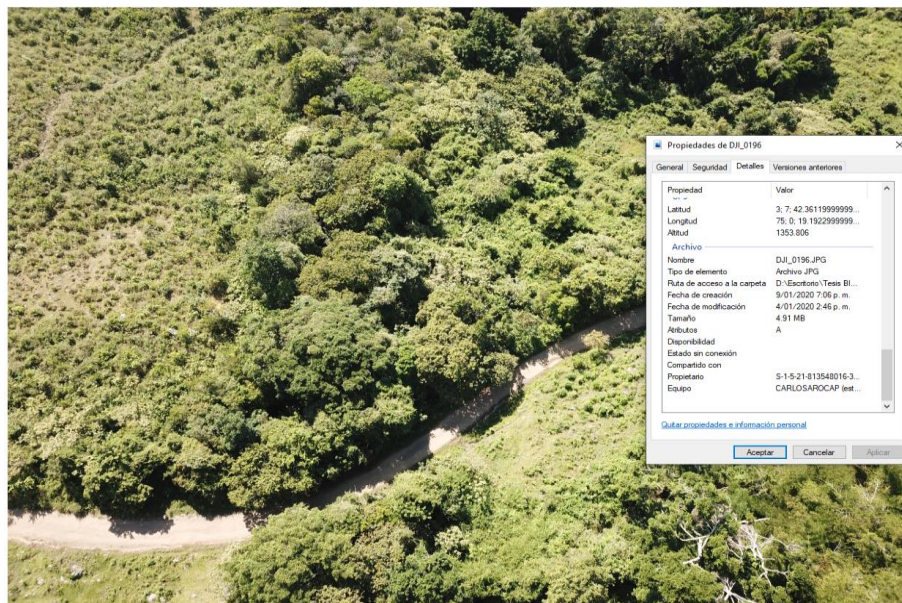 Propiedades de DJI_0196
General Seguridad Detalles Versiones anteriores
Propiedad Valor
Latitud 3; 7; 42.36119999999...
Longitud 75; 0; 19.1922999999...
Altitud 1353.806
Archivo
Nombre DJI_0196.JPG
Tipo de elemento Archivo JPG
Ruta de acceso a la carpeta D:\Escritorio\Tesis BI...
Fecha de creación 9/01/2020 7:06 p. m.
Fecha de modificación 4/01/2020 2:46 p. m.
Tamaño 4.91 MB
Atributos A
Disponibilidad
Estado sin conexión
Compartido con
Propietario S-1-5-21-813548016-3...
Equipo CARLOSAROCAP (est...
Quitar propiedades e información personal
Aceptar Cancelar Aplicar